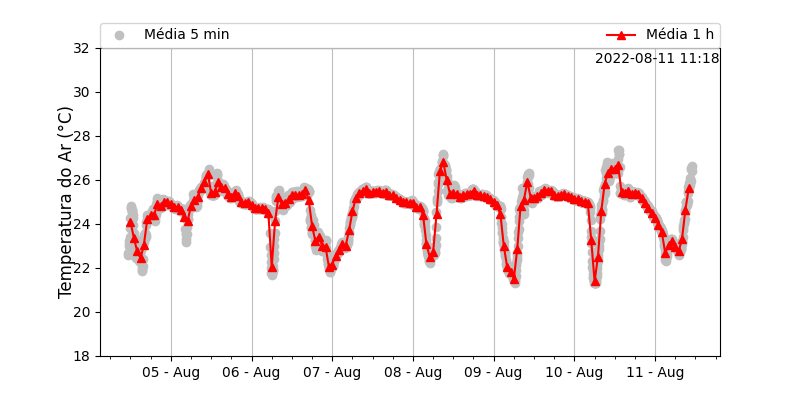 Média 5 min
Média 1 h
2022-08-11 11:18
Temperatura do Ar (°C)
32
30
28
26
24
22
20
18
05 - Aug
06 - Aug
07 - Aug
08 - Aug
09 - Aug
10 - Aug
11 - Aug